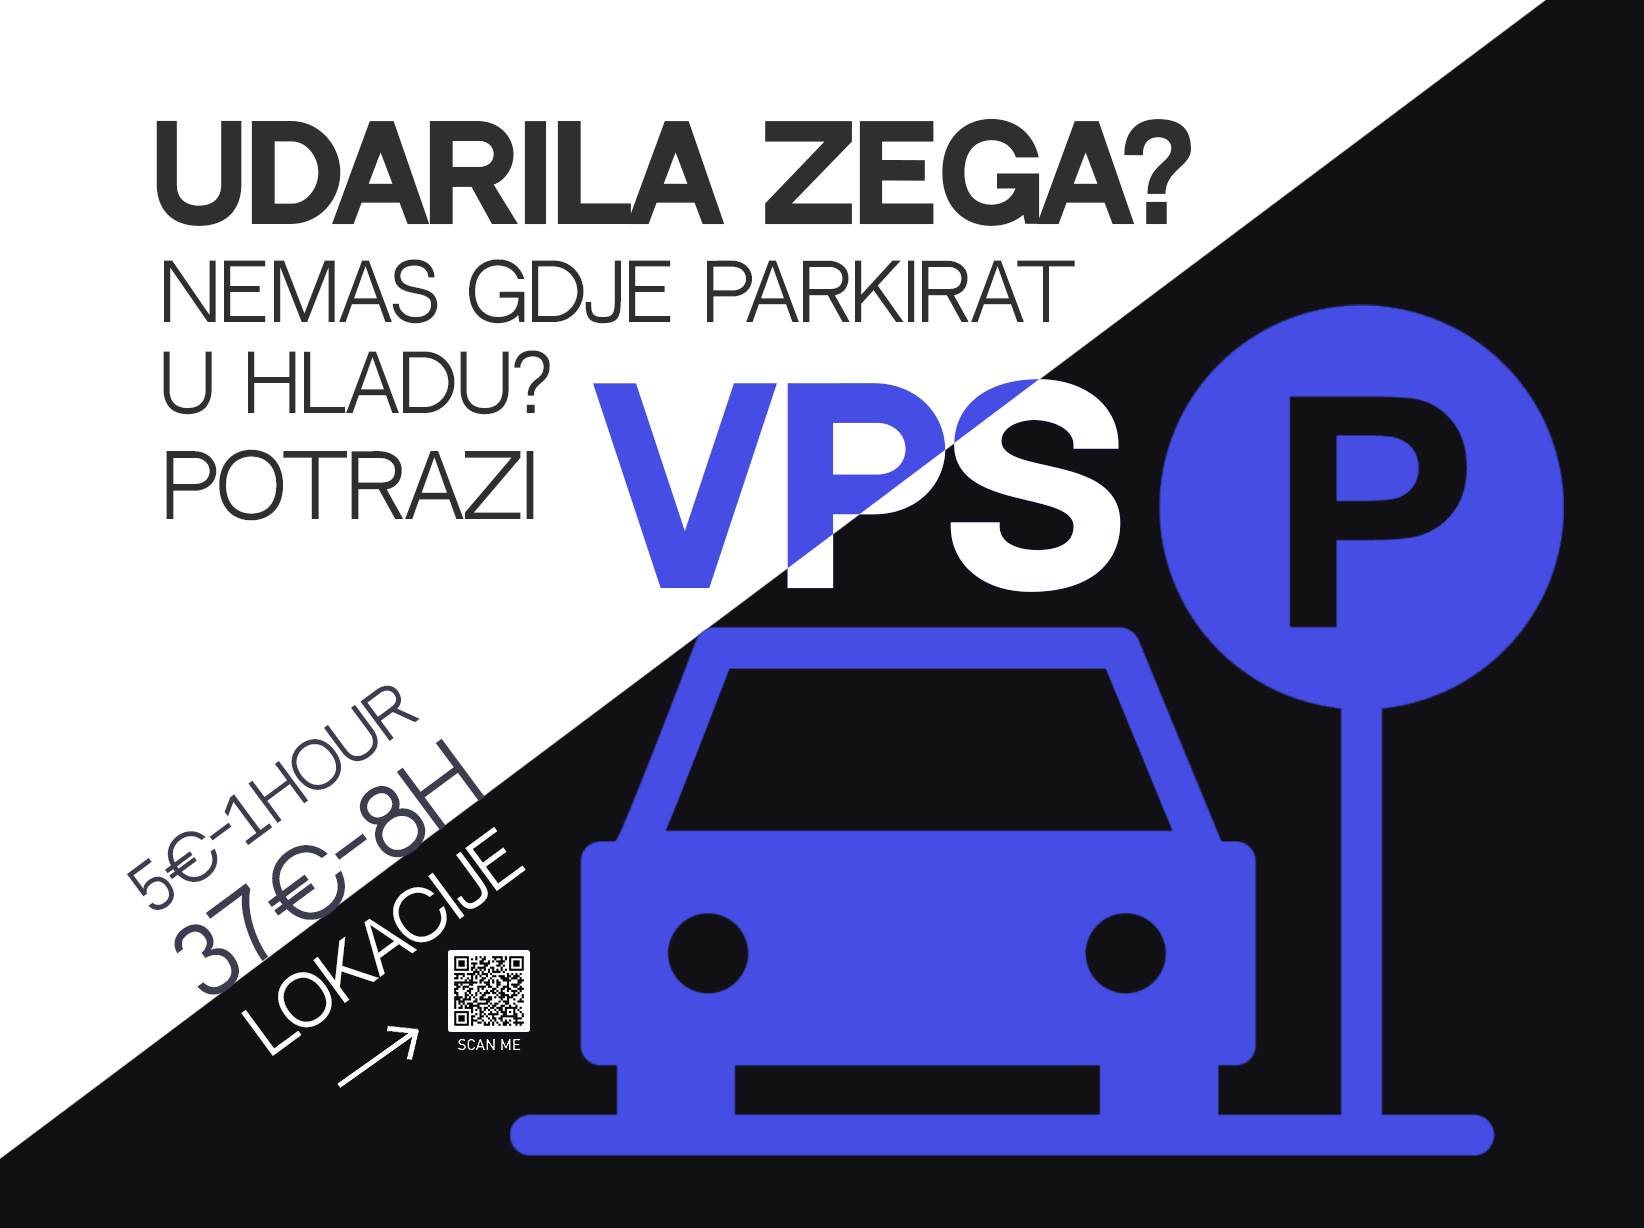 UDARILA ZEGA?
NEMAS GDJE PARKIRAT
U HLADU?
POTRAZI VPS
P
5€-1HOUR
37€-8H
LOKACIJE
SCAN ME